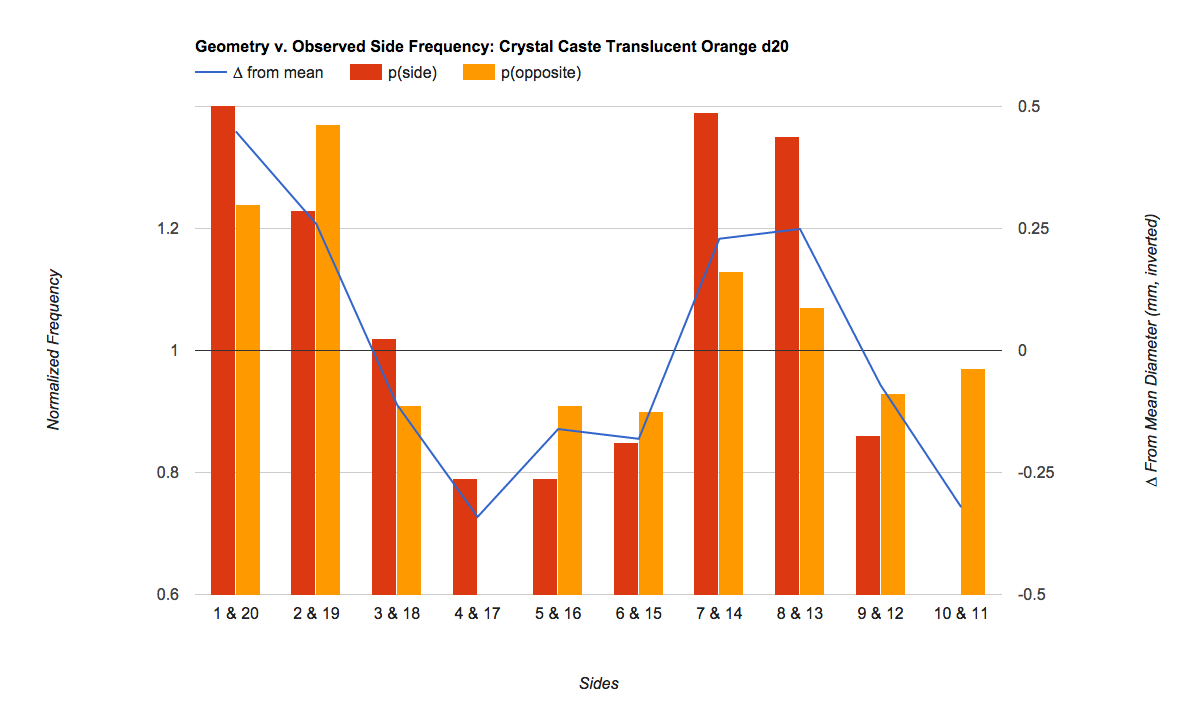 Geometry v. Observed Side Frequency: Crystal Caste Translucent Orange d20
Δ from mean p(side) p(opposite)
0.5
1.2 0.25
1 0
0.8 -0.25
0.6 -0.5
Normalized Frequency
Δ From Mean Diameter (mm, inverted)
1 & 20 2 & 19 3 & 18 4 & 17 5 & 16 6 & 15 7 & 14 8 & 13 9 & 12 10 & 11
Sides